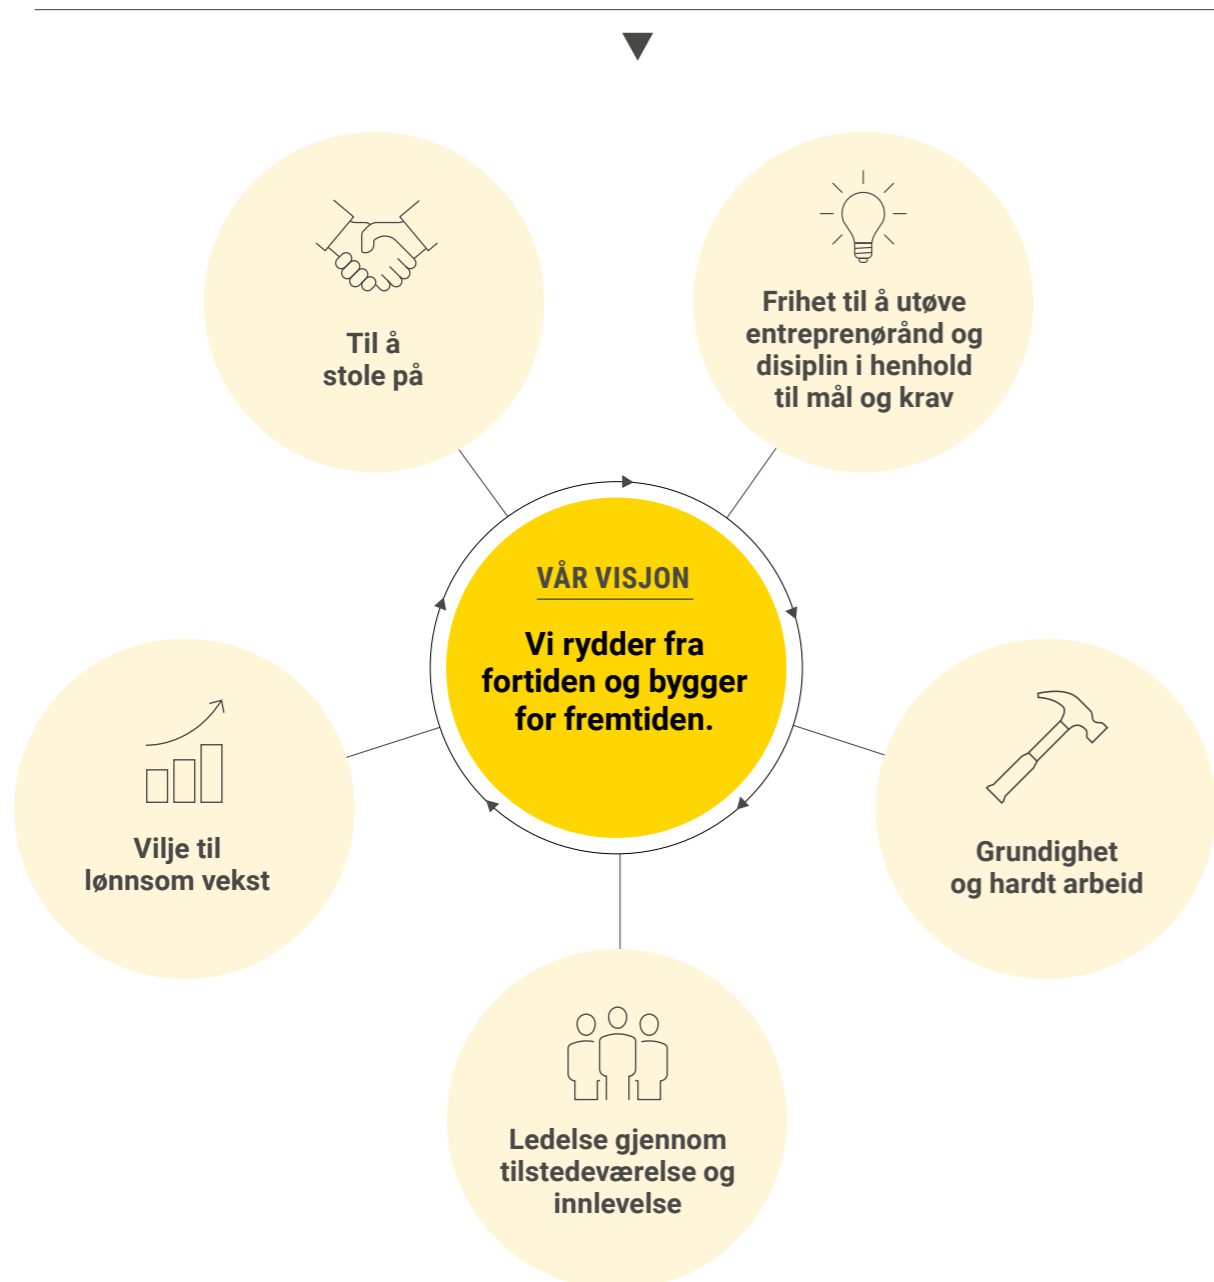 Til å
stole på
Frihet til å utøve
entreprenørånd og
disiplin i henhold
til mål og krav
VÅR VISJON
Vi rydder fra
fortiden og bygger
for fremtiden.
Vilje til
lønnsom vekst
Grundighet
og hardt arbeid
Ledelse gjennom
tilstedeværelse og
innlevelse